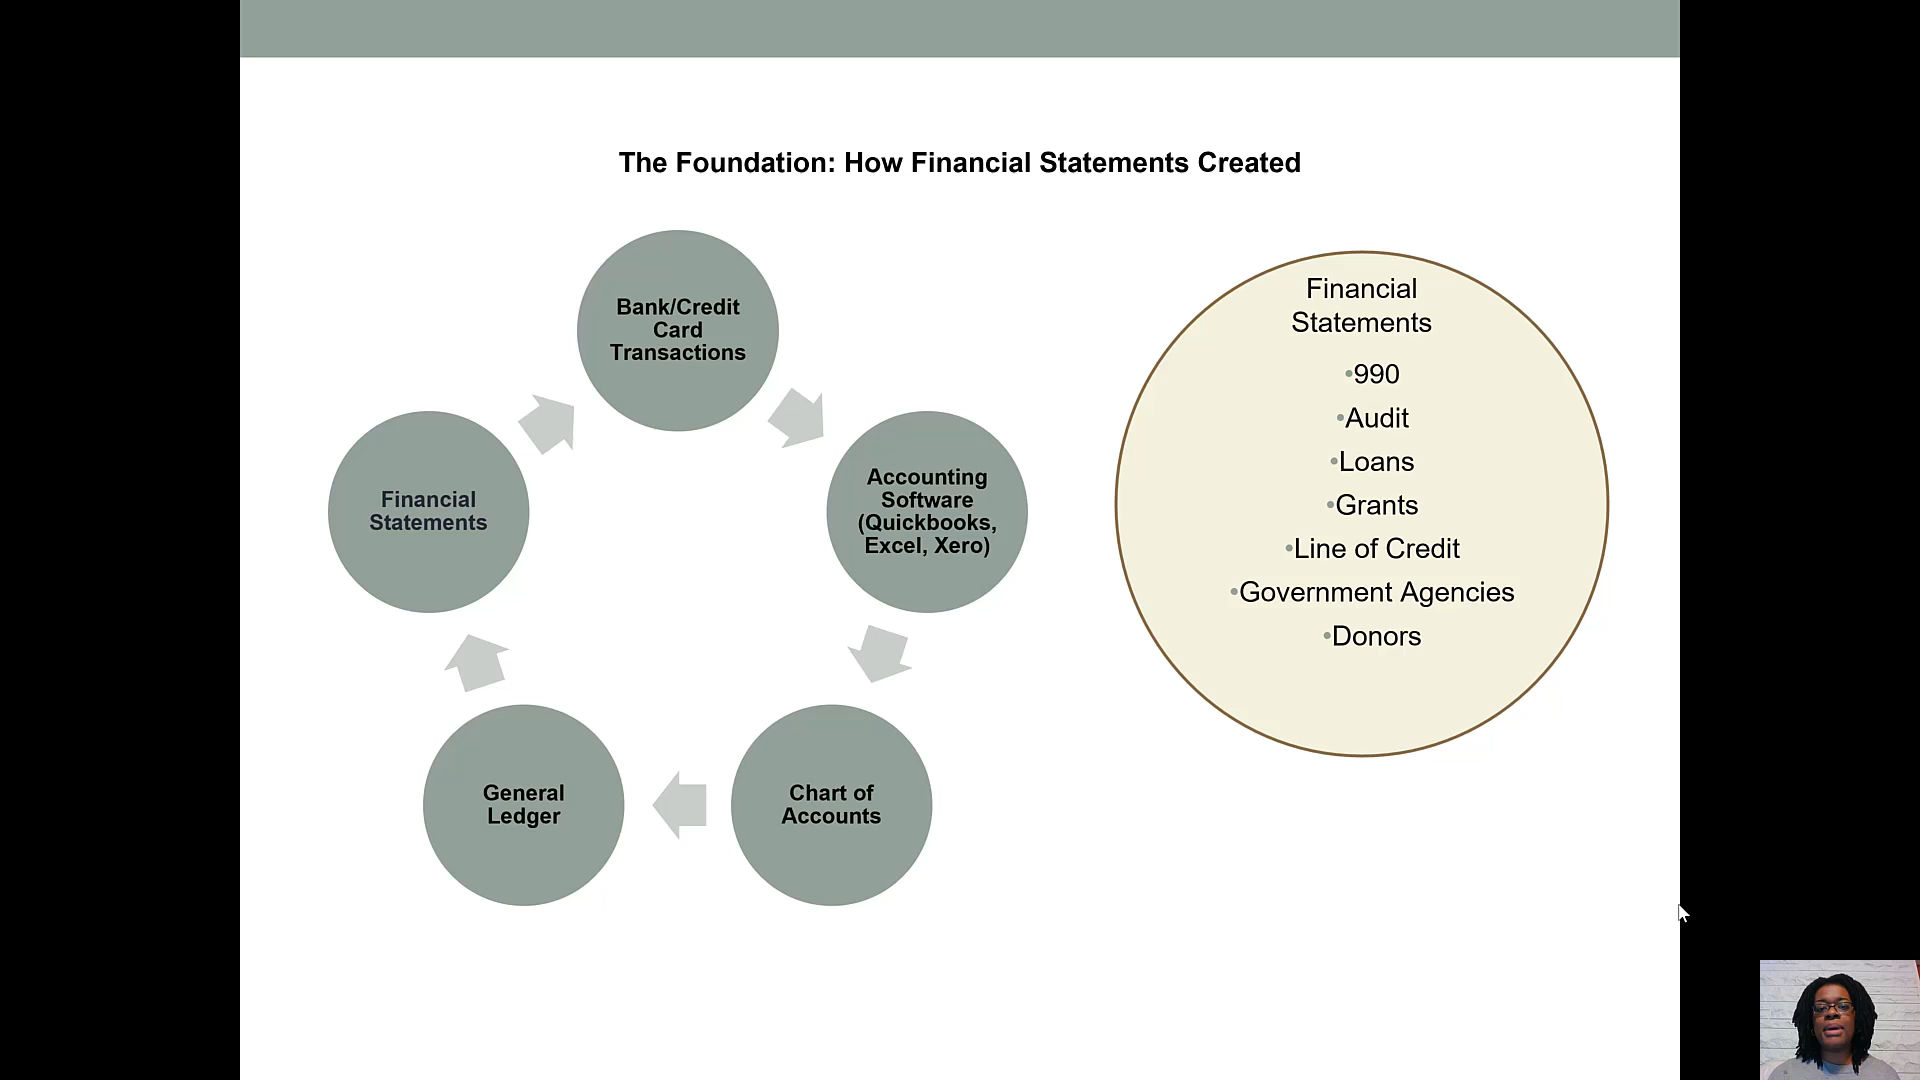 The Foundation: How Financial Statements Created
Bank/Credit
Card
Transactions
Accounting
Software
(Quickbooks,
Excel, Xero)
Chart of
Accounts
General
Ledger
Financial
Statements
Financial
Statements
•990
•Audit
•Loans
•Grants
•Line of Credit
•Government Agencies
•Donors